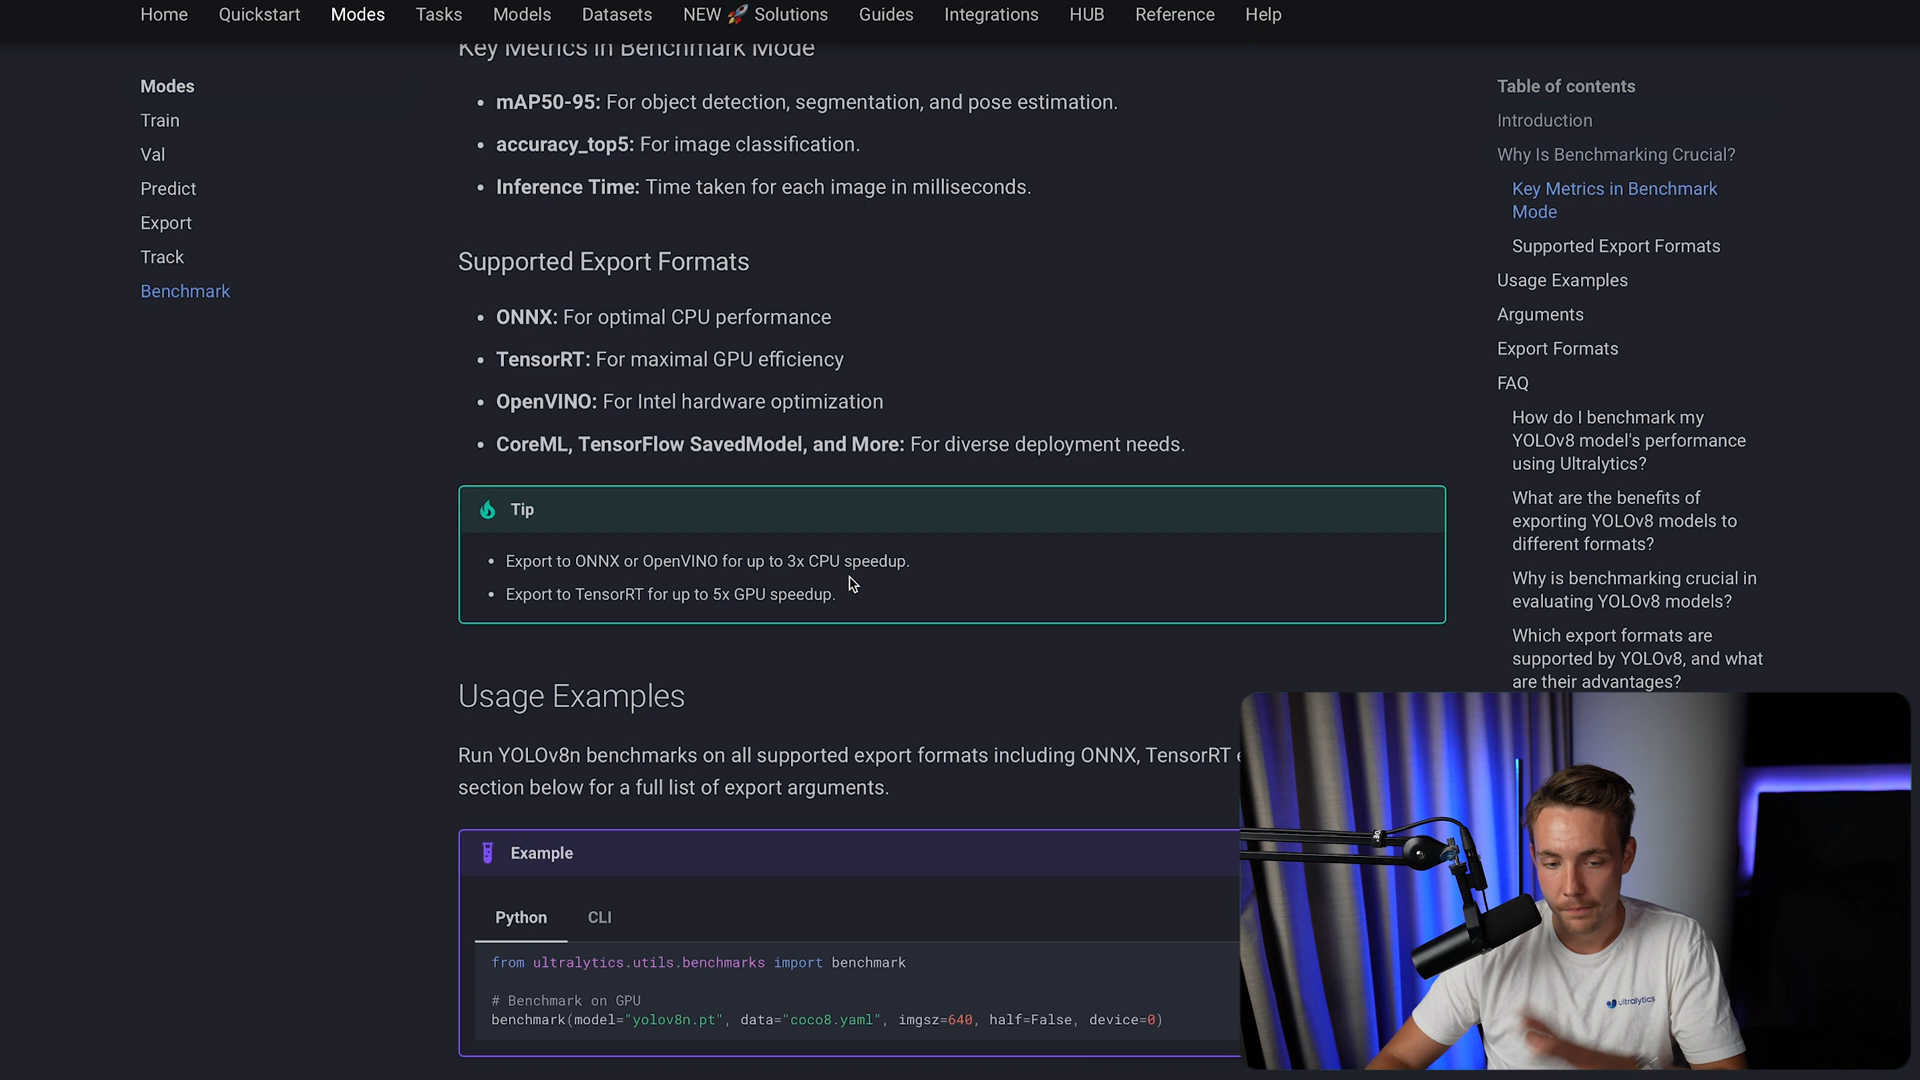 Home Quickstart Modes Tasks Models Datasets NEW 🚀 Solutions Guides Integrations HUB Reference Help
Modes
Train
Val
Predict
Export
Track
Benchmark
Key Metrics in Benchmark Mode
• mAP50-95: For object detection, segmentation, and pose estimation.
• accuracy_top5: For image classification.
• Inference Time: Time taken for each image in milliseconds.
Supported Export Formats
• ONNX: For optimal CPU performance
• TensorRT: For maximal GPU efficiency
• OpenVINO: For Intel hardware optimization
• CoreML, TensorFlow SavedModel, and More: For diverse deployment needs.
Tip
• Export to ONNX or OpenVINO for up to 3x CPU speedup.
• Export to TensorRT for up to 5x GPU speedup.
Usage Examples
Run YOLOv8n benchmarks on all supported export formats including ONNX, TensorRT
section below for a full list of export arguments.
Example
Python CLI
from ultralytics.utils.benchmarks import benchmark
# Benchmark on GPU
benchmark(model="yolov8n.pt", data="coco8.yaml", imgsz=640, half=False, device=0)
Table of contents
Introduction
Why Is Benchmarking Crucial?
Key Metrics in Benchmark
Mode
Supported Export Formats
Usage Examples
Arguments
Export Formats
FAQ
How do I benchmark my
YOLOv8 model's performance
using Ultralytics?
What are the benefits of
exporting YOLOv8 models to
different formats?
Why is benchmarking crucial in
evaluating YOLOv8 models?
Which export formats are
supported by YOLOv8, and what
are their advantages?
ultralytics